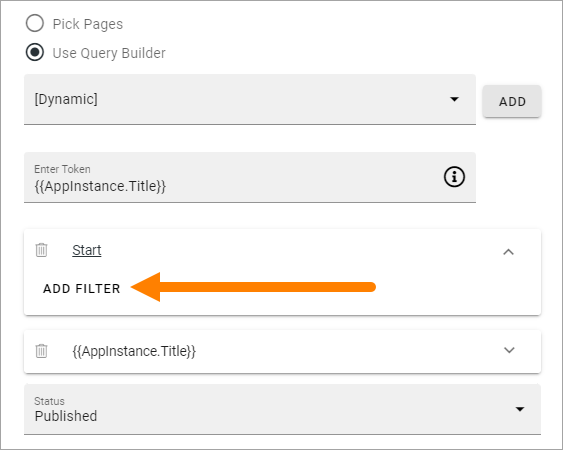 Pick Pages
Use Query Builder
[Dynamic]
ADD
Enter Token
{{AppInstance.Title}}
Start
ADD FILTER
{{AppInstance.Title}}
Status
Published